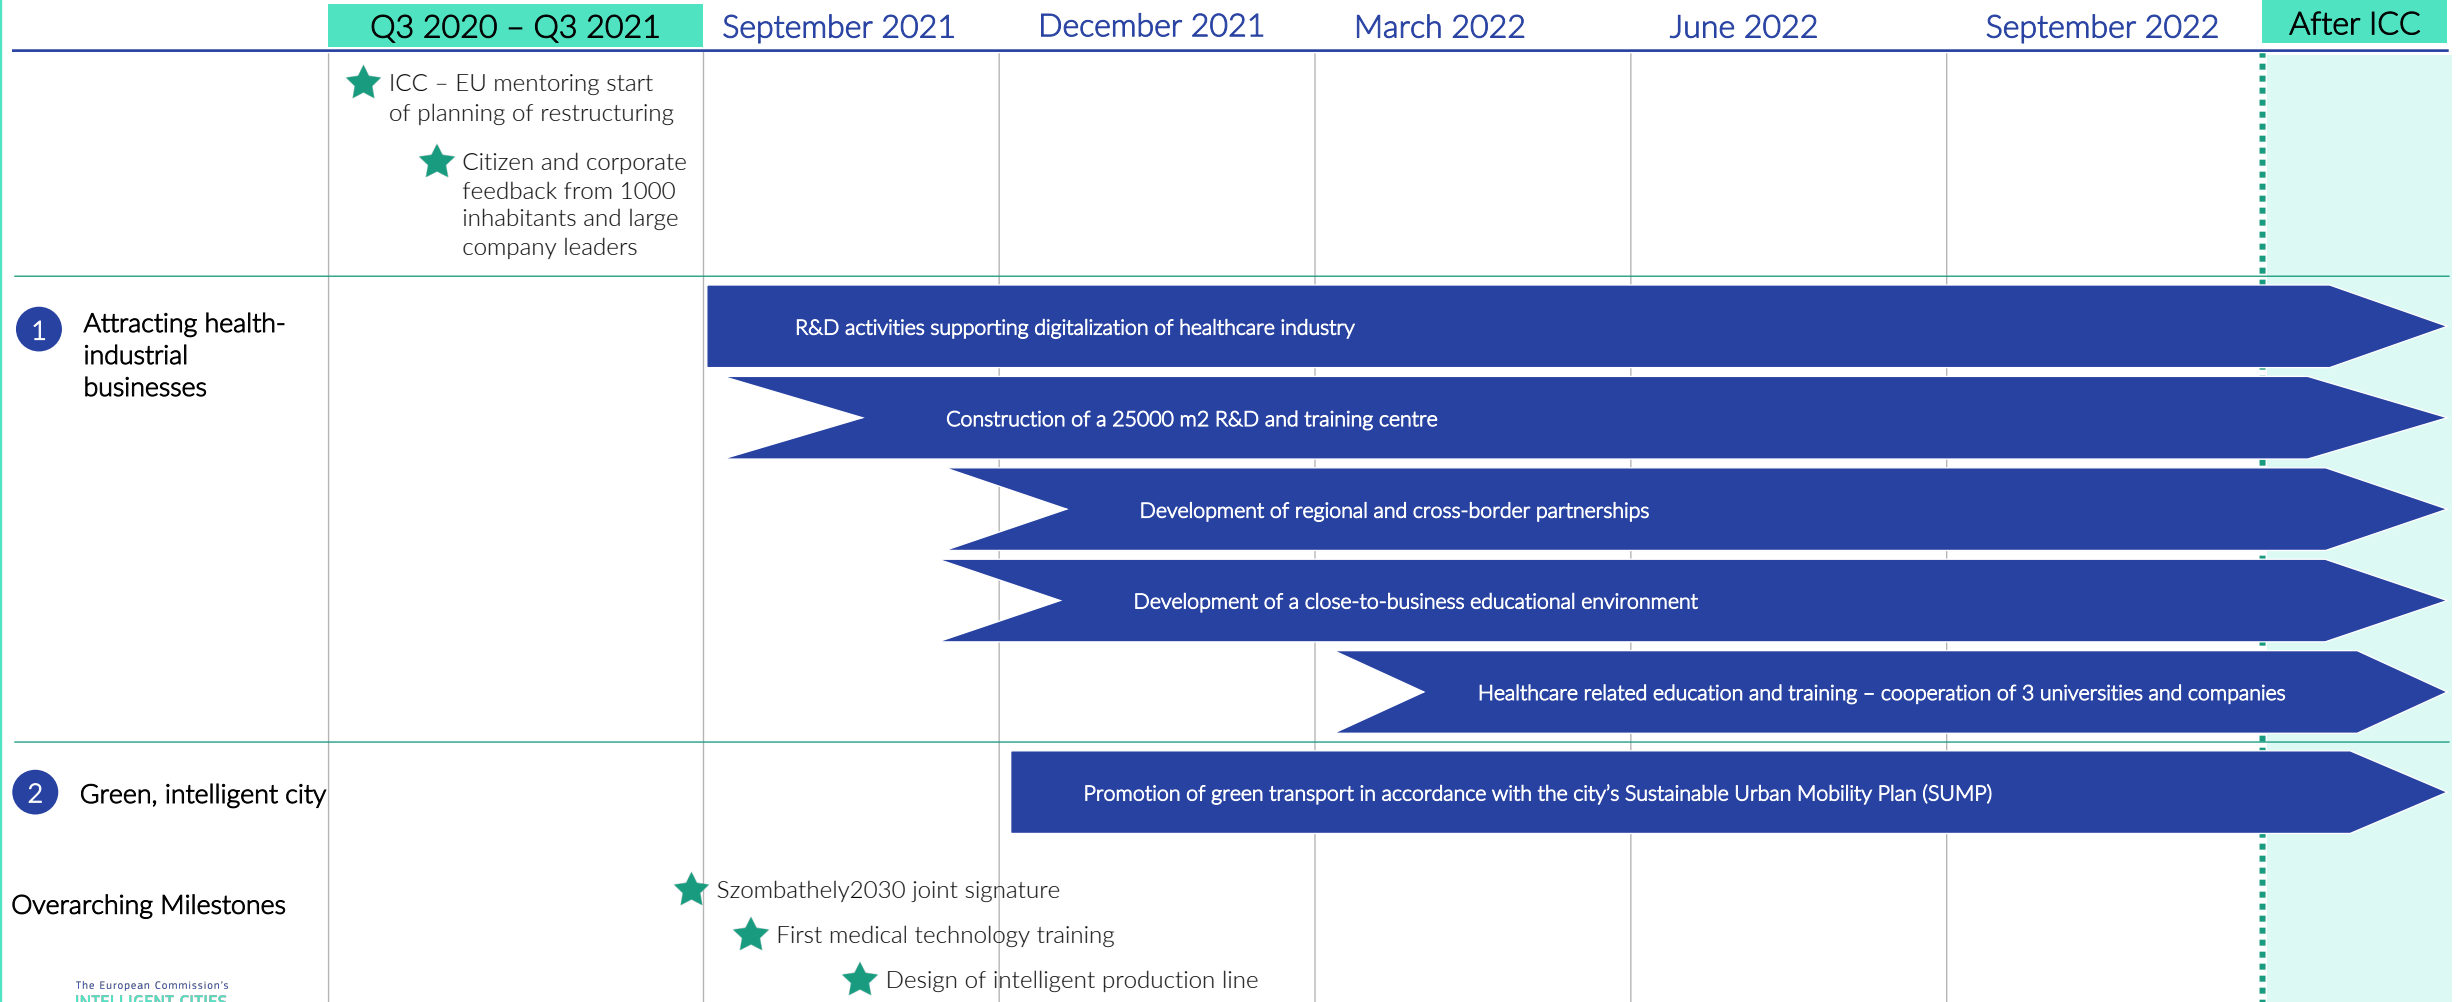 Q3 2020 – Q3 2021
September 2021
December 2021
March 2022
June 2022
September 2022
After ICC
ICC – EU mentoring start
of planning of restructuring
Citizen and corporate
feedback from 1000
inhabitants and large
company leaders
1
Attracting health-
industrial
businesses
R&D activities supporting digitalization of healthcare industry
Construction of a 25000 m2 R&D and training centre
Development of regional and cross-border partnerships
Development of a close-to-business educational environment
Healthcare related education and training – cooperation of 3 universities and companies
2
Green, intelligent city
Promotion of green transport in accordance with the city’s Sustainable Urban Mobility Plan (SUMP)
Overarching Milestones
Szombathely2030 joint signature
First medical technology training
Design of intelligent production line
The European Commission's
INTELLIGENT CITIES